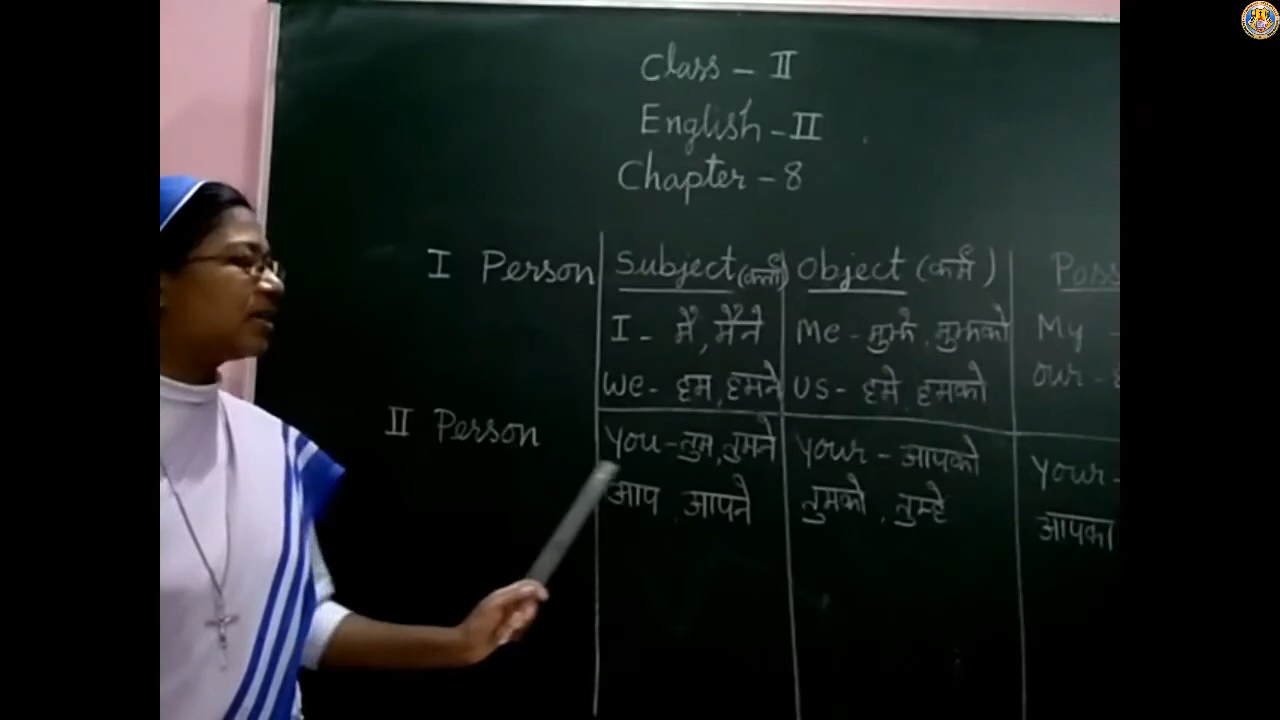 Class - II
English - II
Chapter - 8
I Person Subject (कर्ता) Object (कर्म) Poss
I - मैं, मैंने Me - मुझे, मुझको My -
We - हम, हमने US - हमे, हमको our -
II Person You - तुम, तुमने Your - आपको Your -
आप, आपने तुमको, तुम्हे आपका